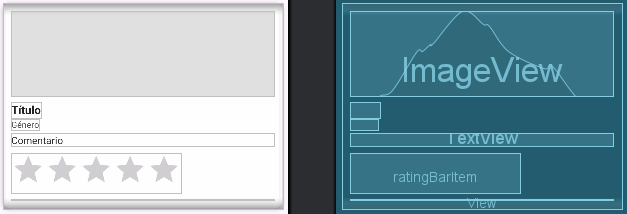 Título
Género
Comentario
ImageView
TextView
ratingBarItem
View